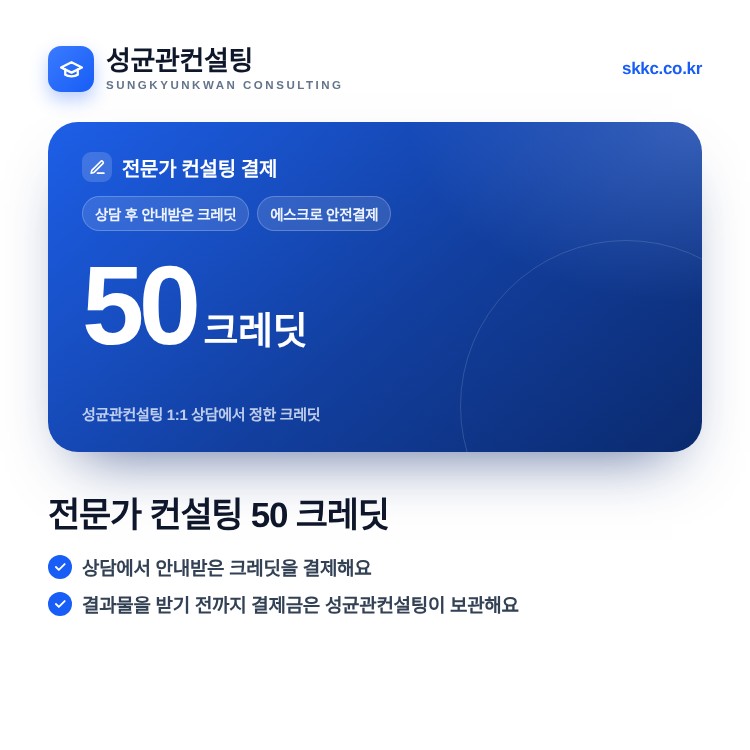 성균관컨설팅
SUNGKYUNKWAN CONSULTING
skkc.co.kr
전문가 컨설팅 결제
상담 후 안내받은 크레딧
에스크로 안전결제
50 크레딧
성균관컨설팅 1:1 상담에서 정한 크레딧
전문가 컨설팅 50 크레딧
상담에서 안내받은 크레딧을 결제해요
결과물을 받기 전까지 결제금은 성균관컨설팅이 보관해요